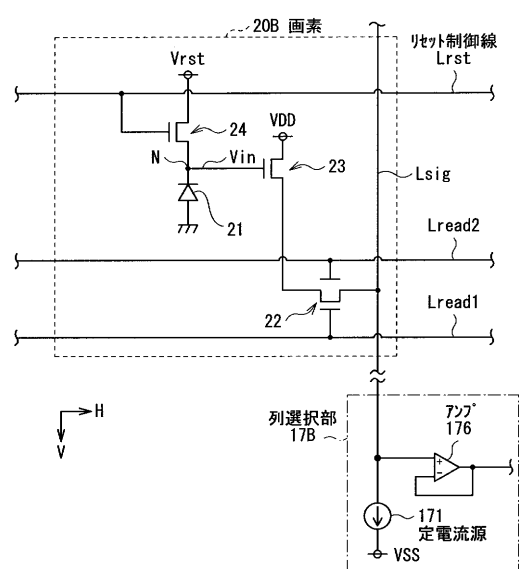 20B 画素
リセット制御線
Lrst
Vrst
24
VDD
N
Vin
23
Lsig
21
Lread2
22
Lread1
H
V
列選択部
17B
アンプ
176
+
-
171
定電流源
VSS